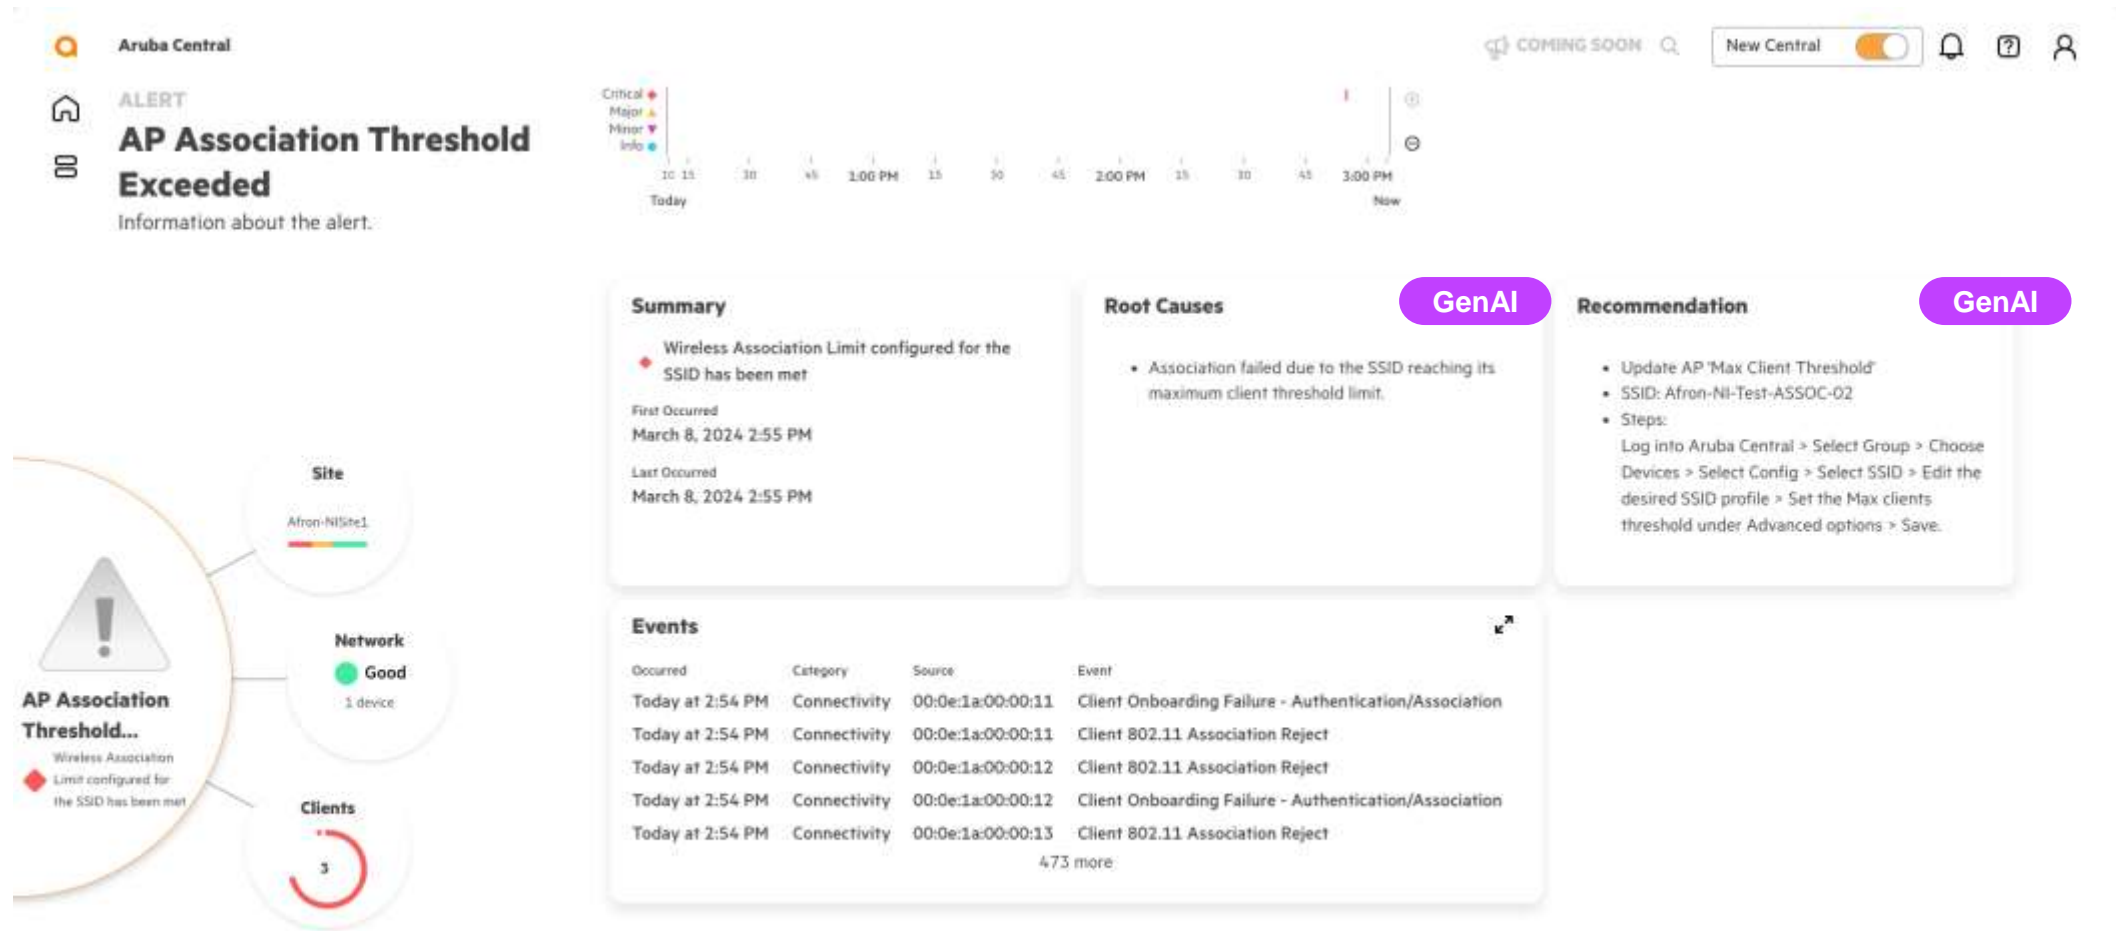 Aruba Central
COMING SOON
New Central
ALERT
AP Association Threshold
Exceeded
Information about the alert.
Critical
Major
Minor
Info
15 30 45 1:00 PM 15 30 45 2:00 PM 15 30 45 3:00 PM
Today
Now
Site
Afron-NISite1
Network
Good
1 device
AP Association
Threshold...
Wireless Association
Limit configured for
the SSID has been met
Clients
3
Summary
Wireless Association Limit configured for the
SSID has been met
First Occurred
March 8, 2024 2:55 PM
Last Occurred
March 8, 2024 2:55 PM
Root Causes
GenAI
• Association failed due to the SSID reaching its
maximum client threshold limit.
Recommendation
GenAI
• Update AP 'Max Client Threshold'
• SSID: Afron-NI-Test-ASSOC-02
• Steps:
Log into Aruba Central > Select Group > Choose
Devices > Select Config > Select SSID > Edit the
desired SSID profile > Set the Max clients
threshold under Advanced options > Save.
Events
Occurred Category Source Event
Today at 2:54 PM Connectivity 00:0e:1a:00:00:11 Client Onboarding Failure - Authentication/Association
Today at 2:54 PM Connectivity 00:0e:1a:00:00:11 Client 802.11 Association Reject
Today at 2:54 PM Connectivity 00:0e:1a:00:00:12 Client 802.11 Association Reject
Today at 2:54 PM Connectivity 00:0e:1a:00:00:12 Client Onboarding Failure - Authentication/Association
Today at 2:54 PM Connectivity 00:0e:1a:00:00:13 Client 802.11 Association Reject
473 more